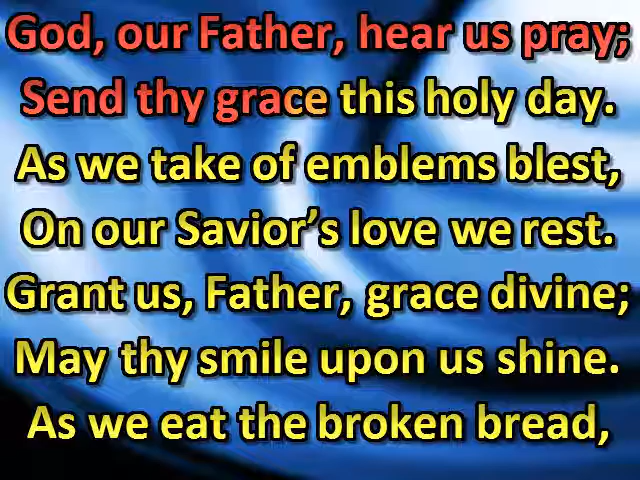 God, our Father, hear us pray;
Send thy grace this holy day.
As we take of emblems blest,
On our Savior’s love we rest.
Grant us, Father, grace divine;
May thy smile upon us shine.
As we eat the broken bread,